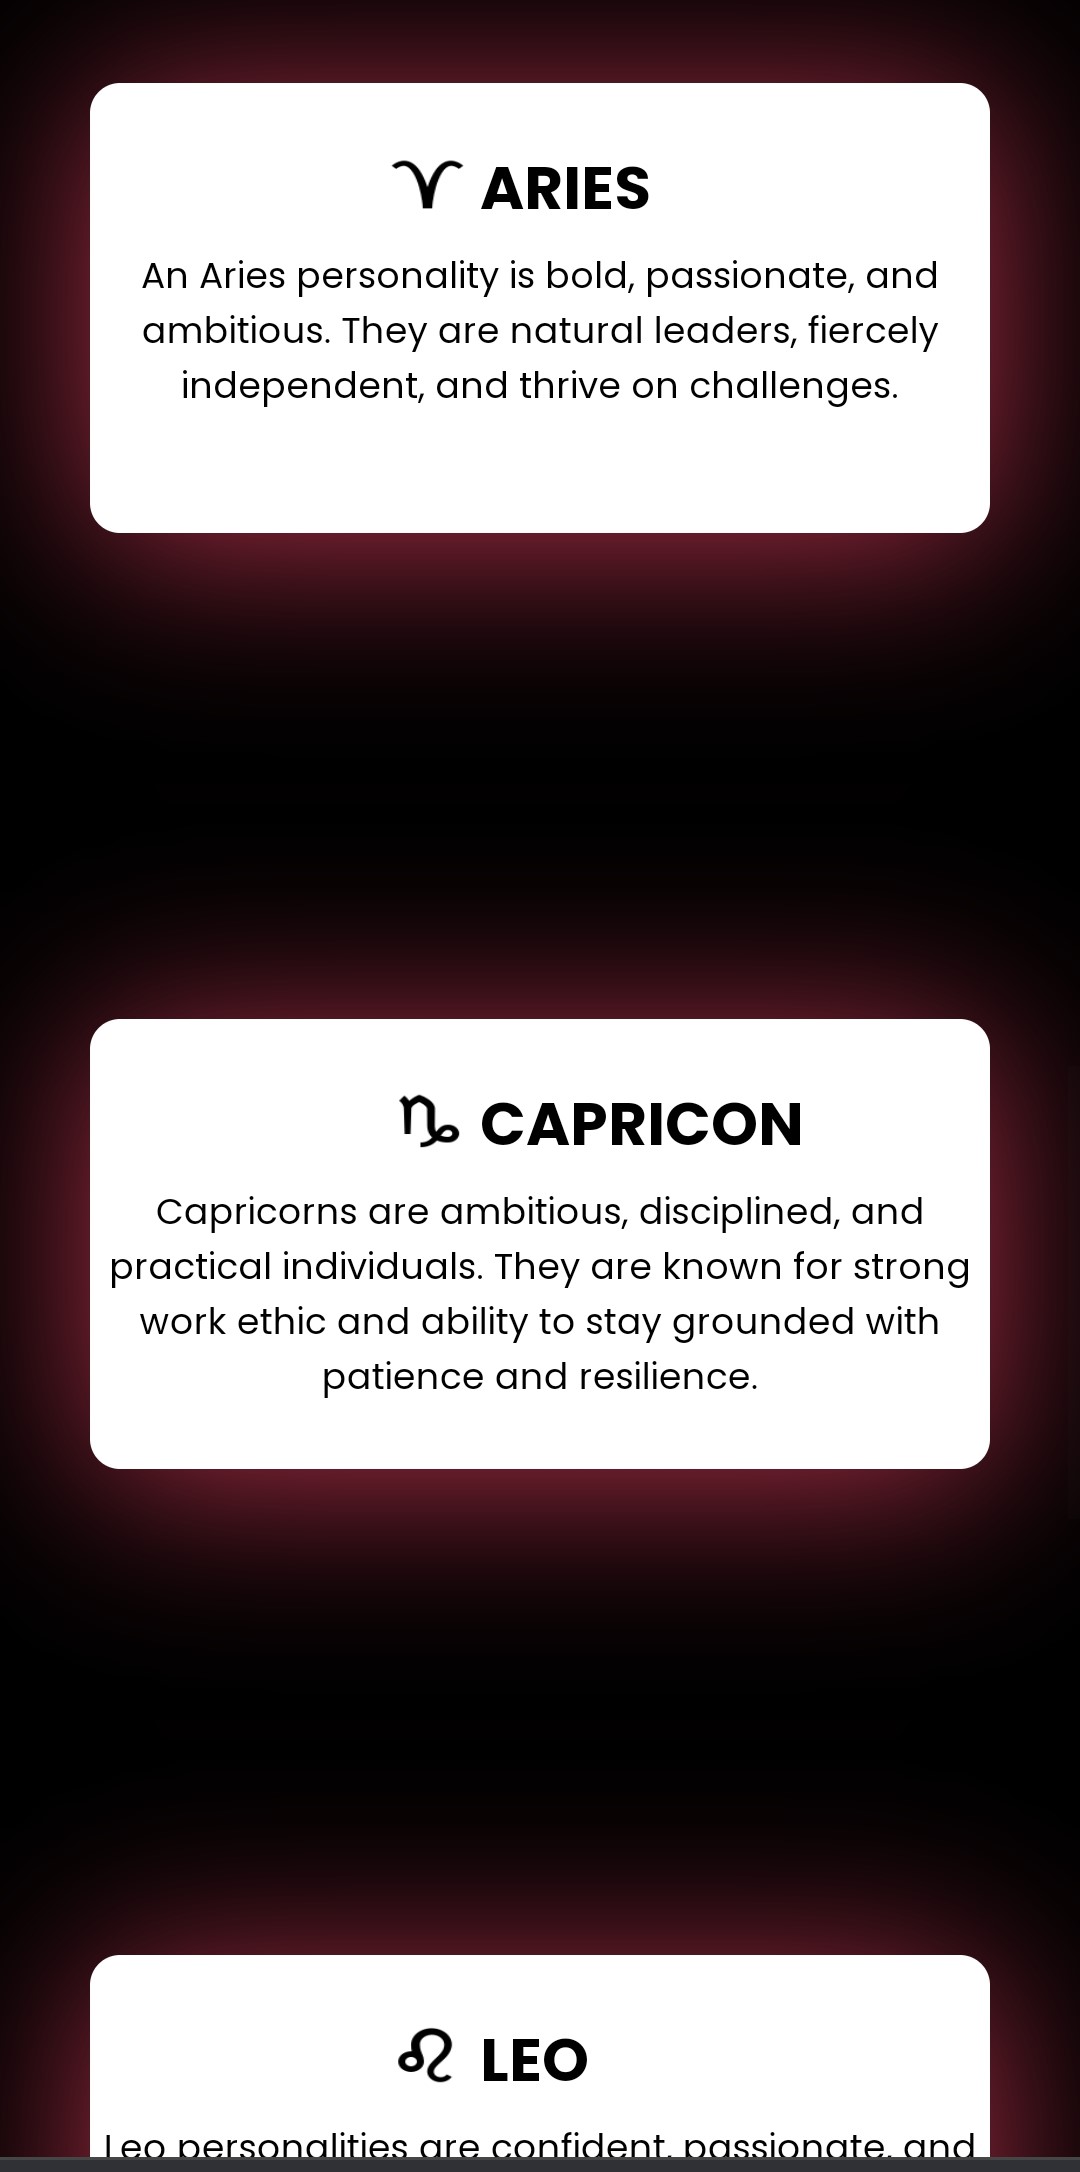 ♈ ARIES
An Aries personality is bold, passionate, and
ambitious. They are natural leaders, fiercely
independent, and thrive on challenges.
♑ CAPRICON
Capricorns are ambitious, disciplined, and
practical individuals. They are known for strong
work ethic and ability to stay grounded with
patience and resilience.
♌ LEO
Leo personalities are confident, passionate, and